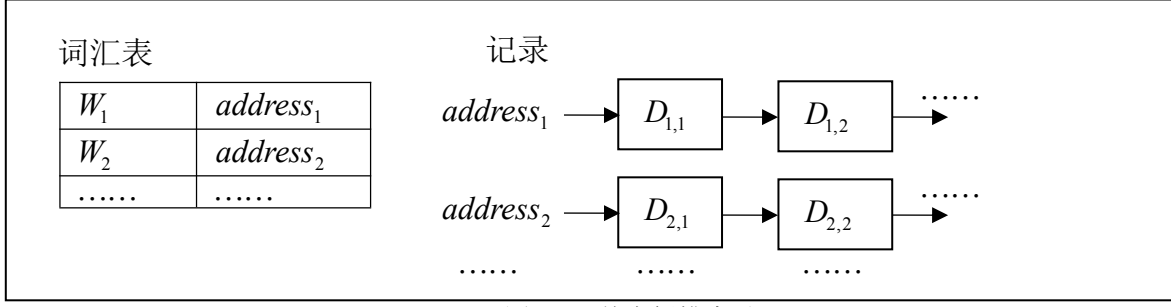 词汇表
W₁ address₁
W₂ address₂
…… ……
记录
address₁ D₁,₁ D₁,₂ ……
address₂ D₂,₁ D₂,₂ ……
…… …… ……